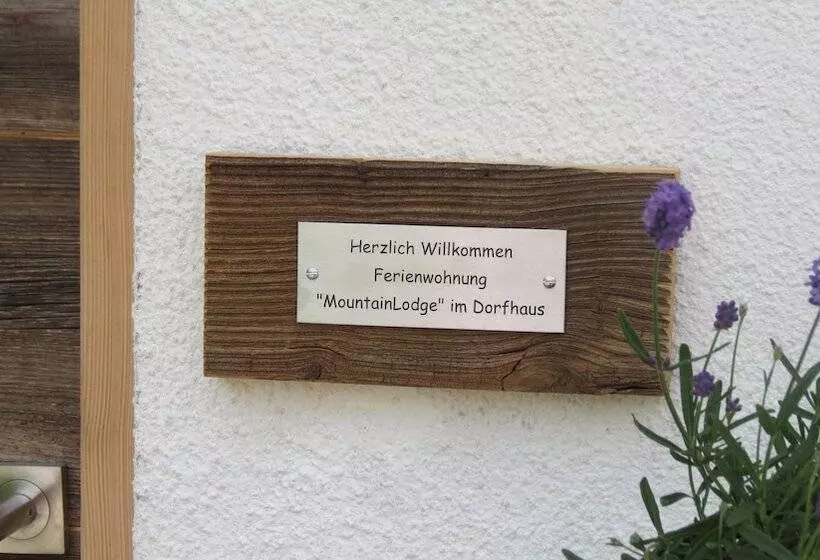 Herzlich Willkommen
Ferienwohnung
"MountainLodge" im Dorfhaus